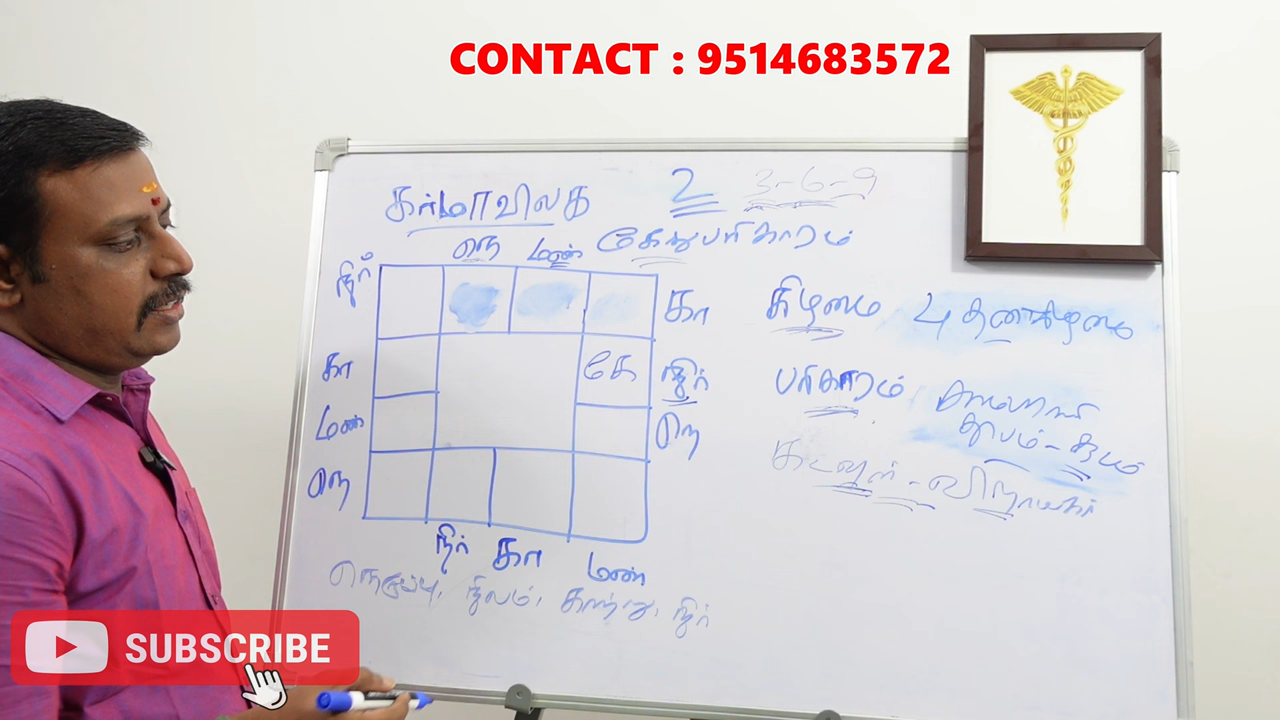 CONTACT : 9514683572
கர்மாவிலக 2 3-6-9
நெ மண் கேதுபரிகாரம்
நீர் கா கிழமை புதன்கிழமை
கா கே நீர் பரிகாரம் சாம்பிராணி
மண் நெ தூபம் - தீபம்
நெ கடவுள் - விநாயகர்
நீர் கா மண்
நெருப்பு, நிலம், காற்று, நீர்
SUBSCRIBE